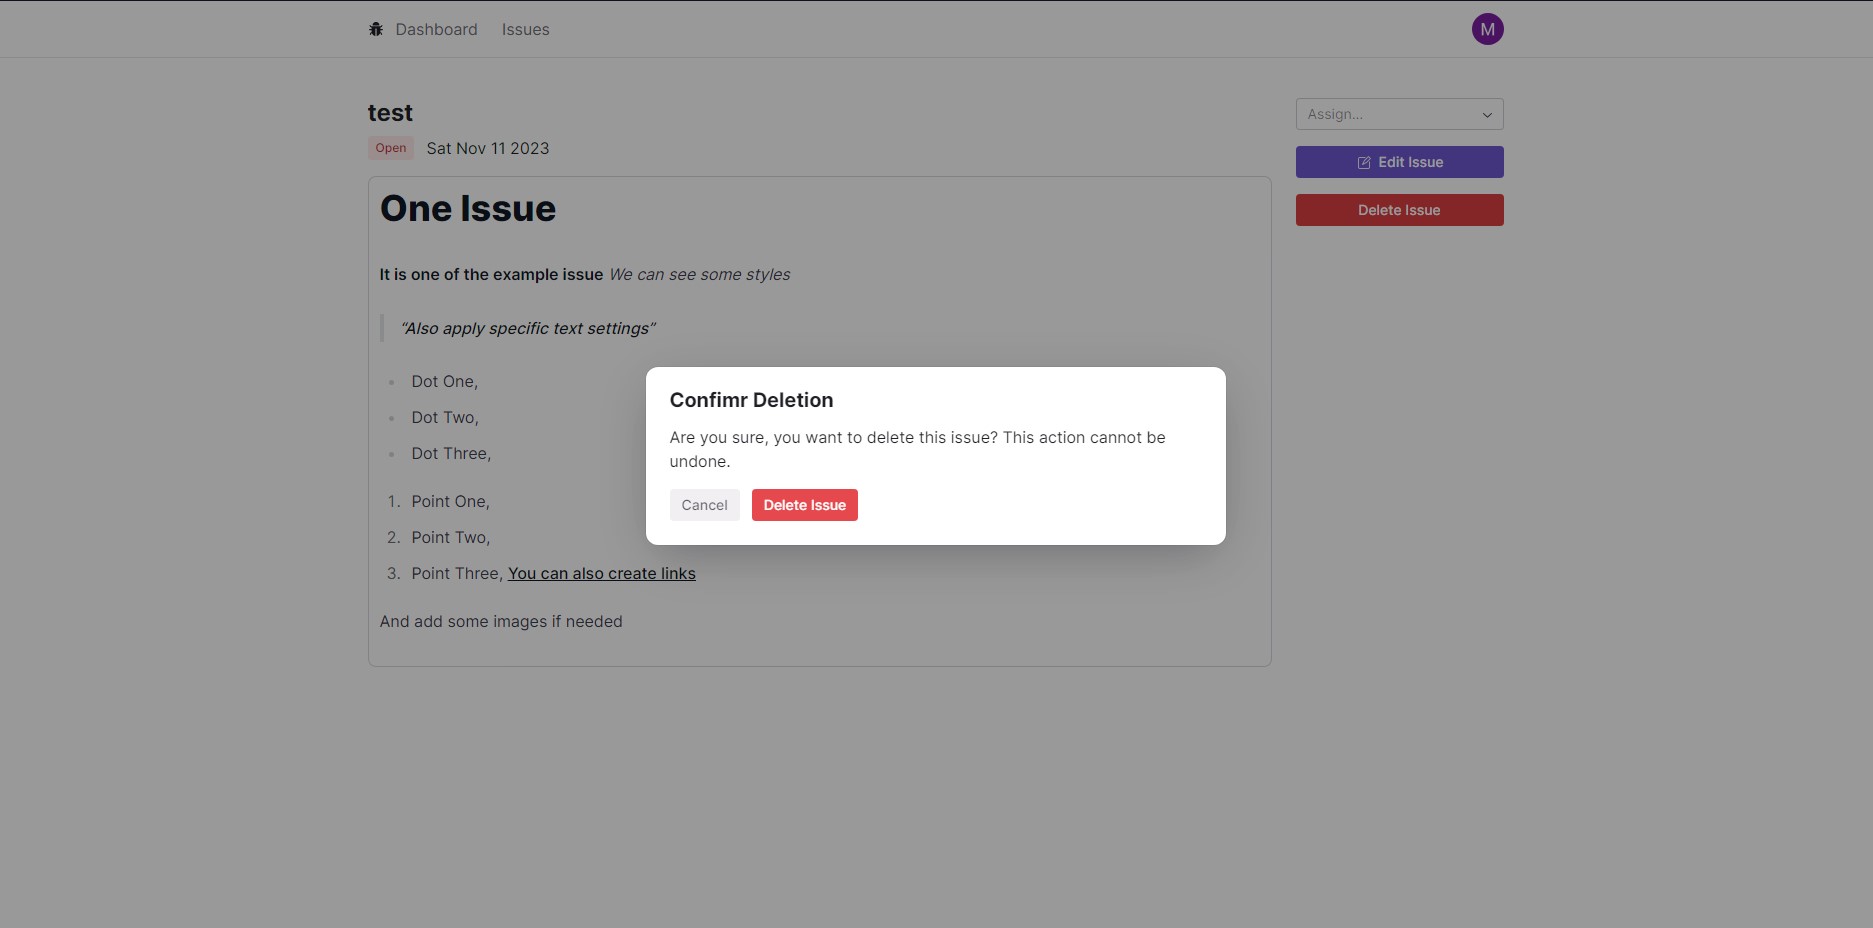 Dashboard Issues M
test
Open Sat Nov 11 2023
Assign...
Edit Issue
Delete Issue
One Issue
It is one of the example issue We can see some styles
“Also apply specific text settings”
Dot One,
Dot Two,
Dot Three,
1. Point One,
2. Point Two,
3. Point Three, You can also create links
And add some images if needed
Confimr Deletion
Are you sure, you want to delete this issue? This action cannot be
undone.
Cancel Delete Issue